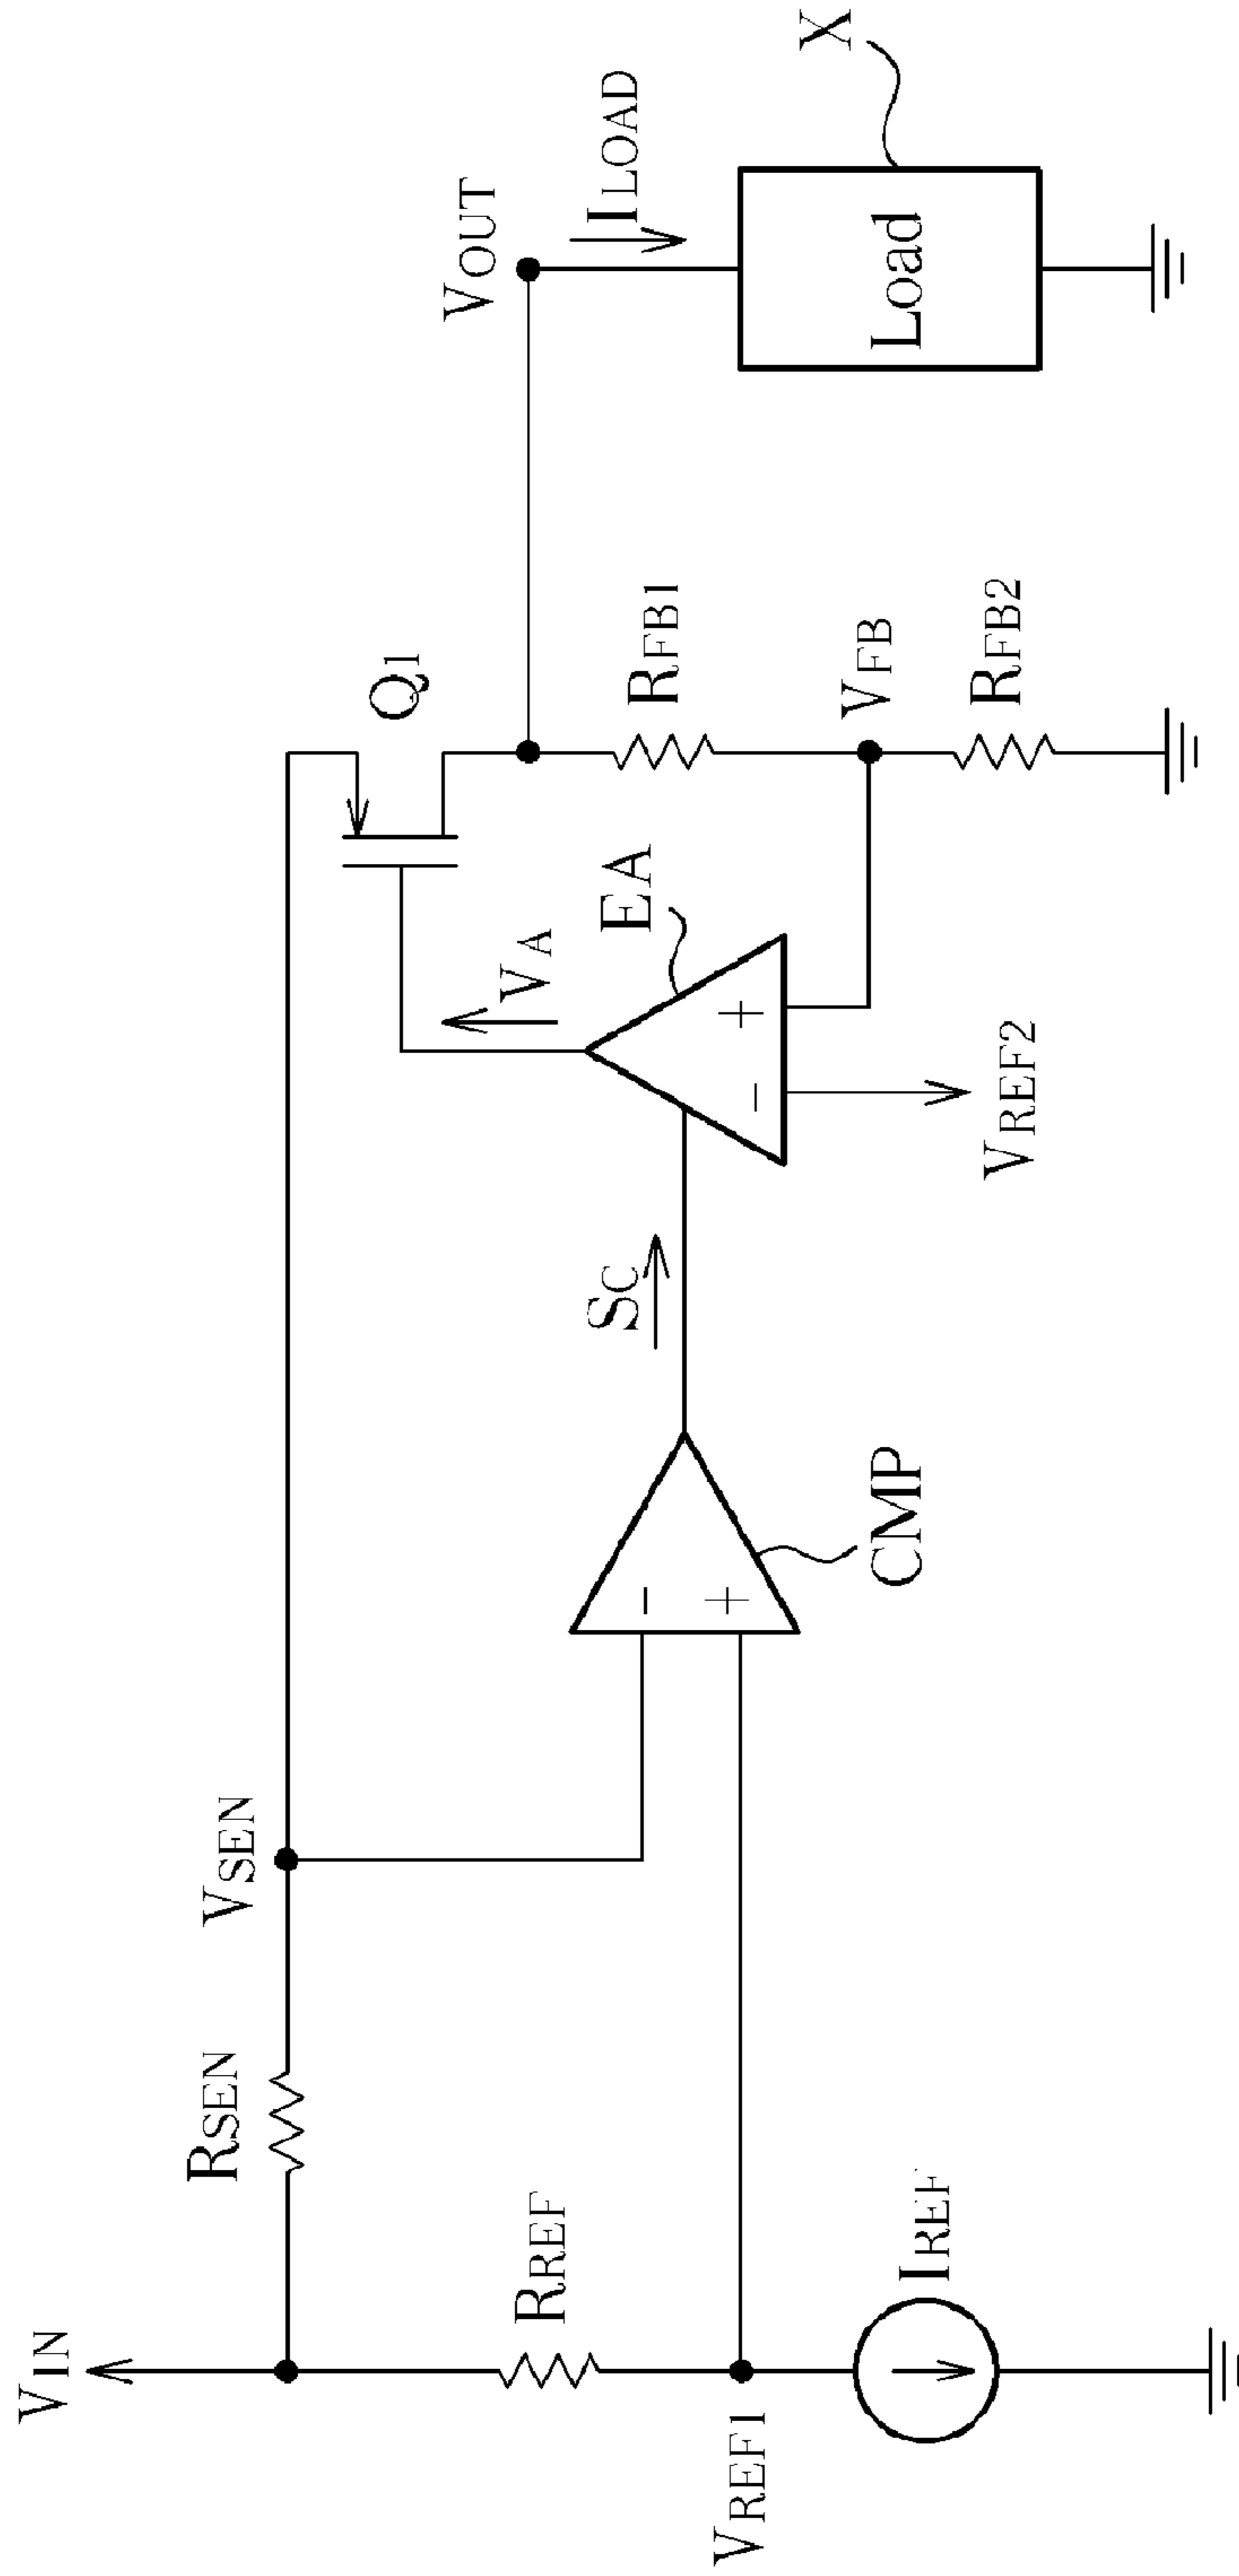 VIN
RSEN
VSEN
RREF
VREF1
IREF
-
+
CMP
SC
VA
Q1
EA
-
+
VREF2
VOUT
RFB1
VFB
RFB2
ILOAD
Load
X